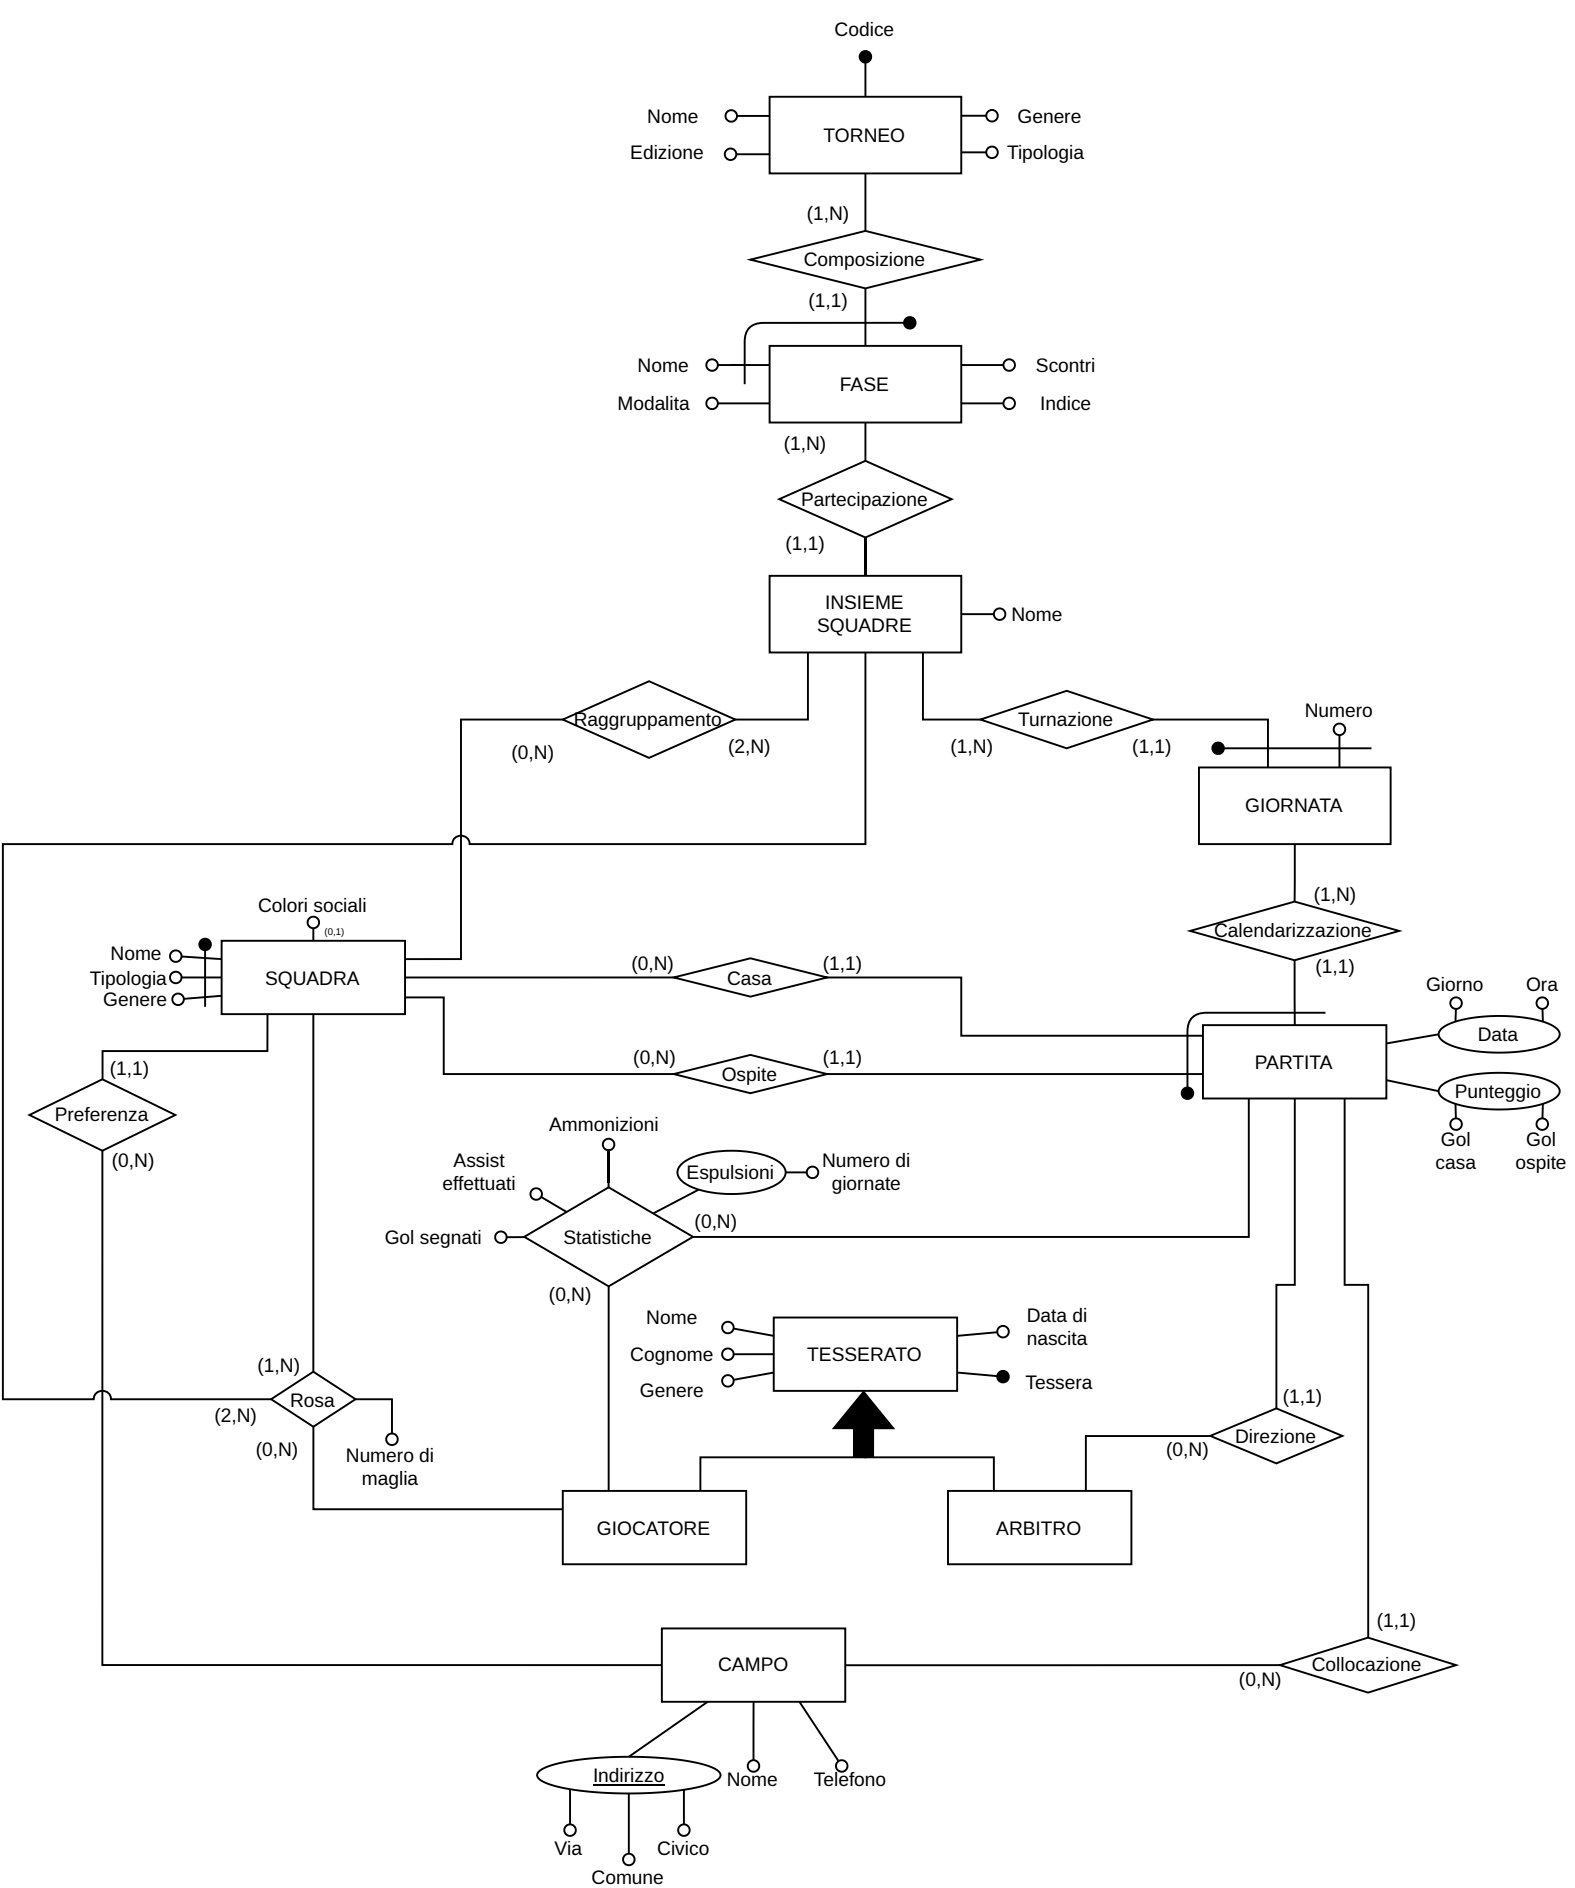 Codice
Nome
TORNEO
Genere
Edizione
Tipologia
(1,N)
Composizione
(1,1)
Nome
FASE
Scontri
Modalita
Indice
(1,N)
Partecipazione
(1,1)
INSIEME
SQUADRE
Nome
Raggruppamento
(0,N)
(2,N)
Turnazione
(1,N)
(1,1)
Numero
GIORNATA
(1,N)
Calendarizzazione
(1,1)
Colori sociali
(0,1)
Nome
Tipologia
Genere
SQUADRA
(0,N)
Casa
(1,1)
(0,N)
Ospite
(1,1)
PARTITA
Giorno
Ora
Data
Punteggio
Gol
casa
Gol
ospite
(1,1)
Preferenza
(0,N)
Ammonizioni
Assist
effettuati
Espulsioni
Numero di
giornate
Gol segnati
Statistiche
(0,N)
(0,N)
Nome
Cognome
Genere
TESSERATO
Data di
nascita
Tessera
(1,N)
Rosa
(2,N)
(0,N)
Numero di
maglia
(1,1)
Direzione
(0,N)
GIOCATORE
ARBITRO
(1,1)
CAMPO
Collocazione
(0,N)
Indirizzo
Nome
Telefono
Via
Civico
Comune